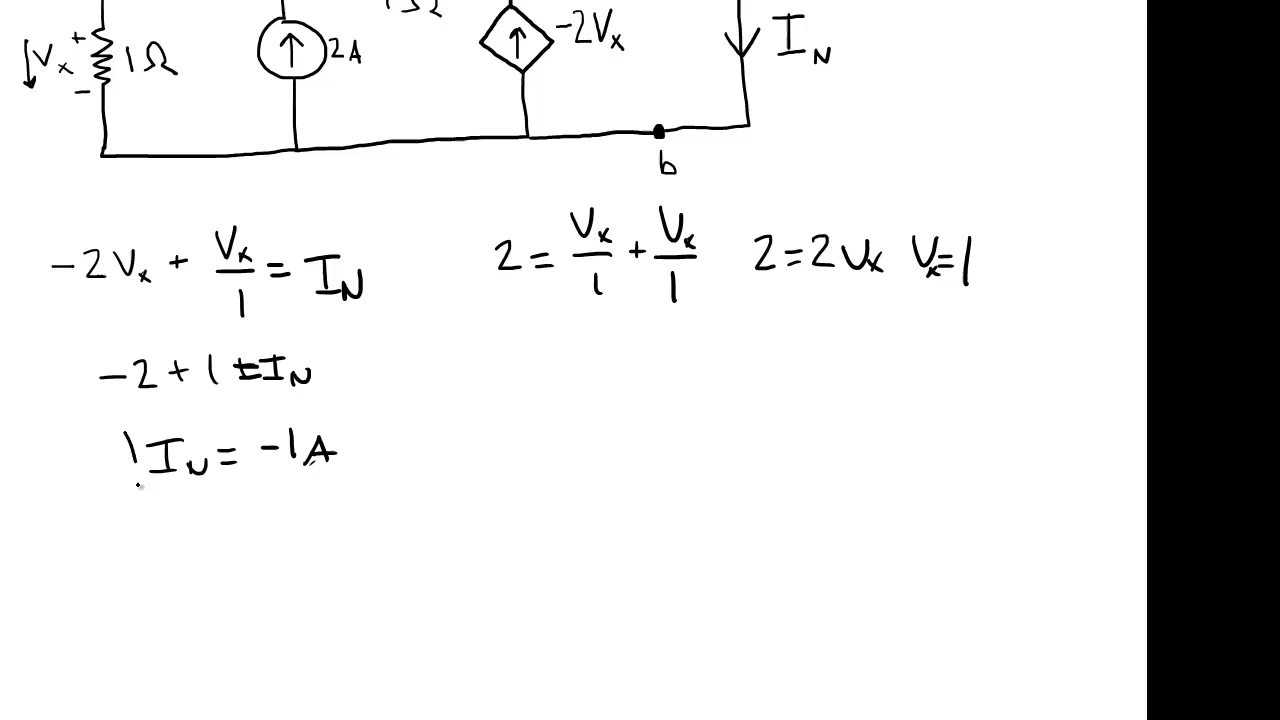 1Ω
-2Vx
IN
+
Vx
1Ω
2A
-
b
-2Vx + Vx/1 = IN
2 = Vx/1 + Vx/1
2 = 2Vx
Vx = 1
-2 + 1 = IN
IN = -1A